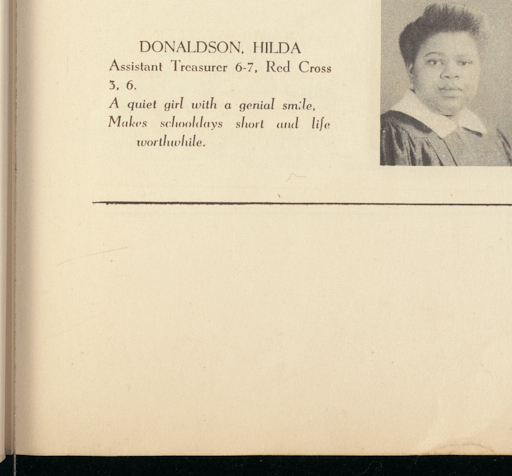 DONALDSON, HILDA
Assistant Treasurer 6-7, Red Cross
3, 6.
A quiet girl with a genial smile,
Makes schooldays short and life
worthwhile.